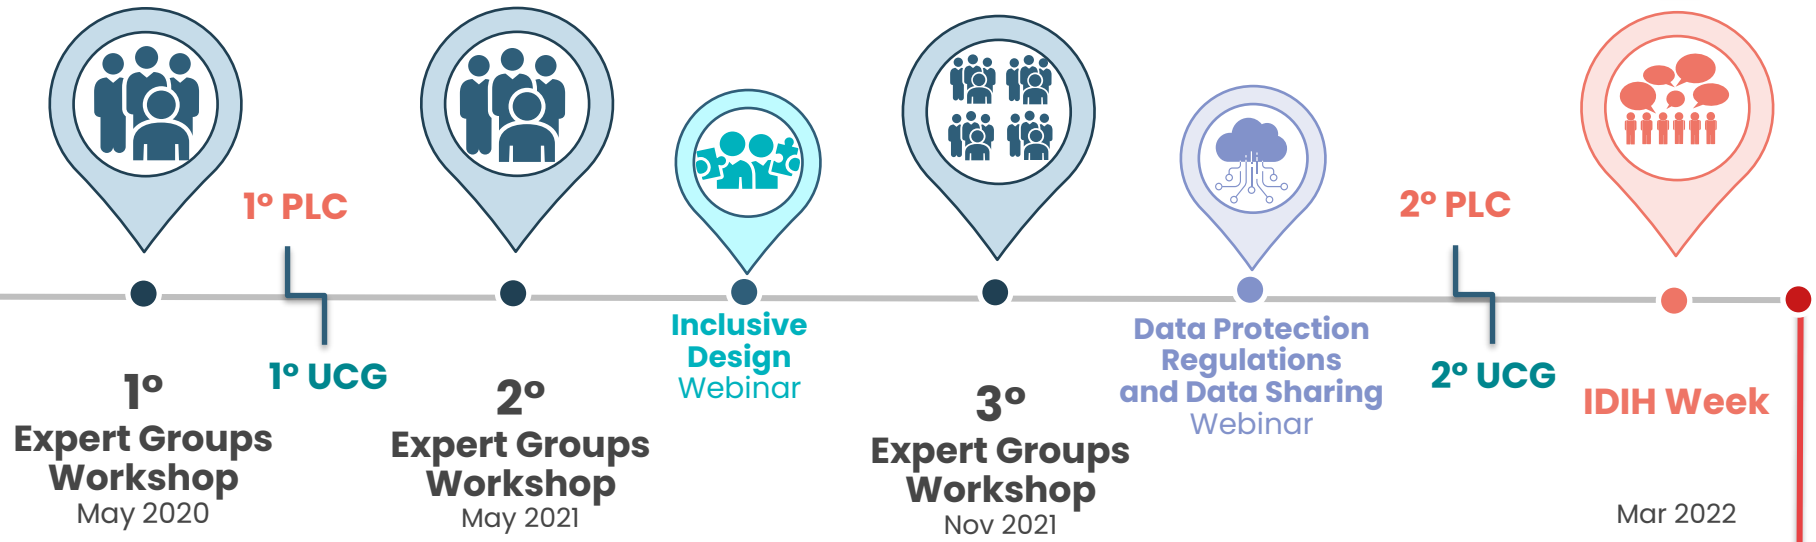 1º
Expert Groups
Workshop
May 2020
1º PLC
1º UCG
2º
Expert Groups
Workshop
May 2021
Inclusive
Design
Webinar
3º
Expert Groups
Workshop
Nov 2021
Data Protection
Regulations
and Data Sharing
Webinar
2º PLC
2º UCG
IDIH Week
Mar 2022